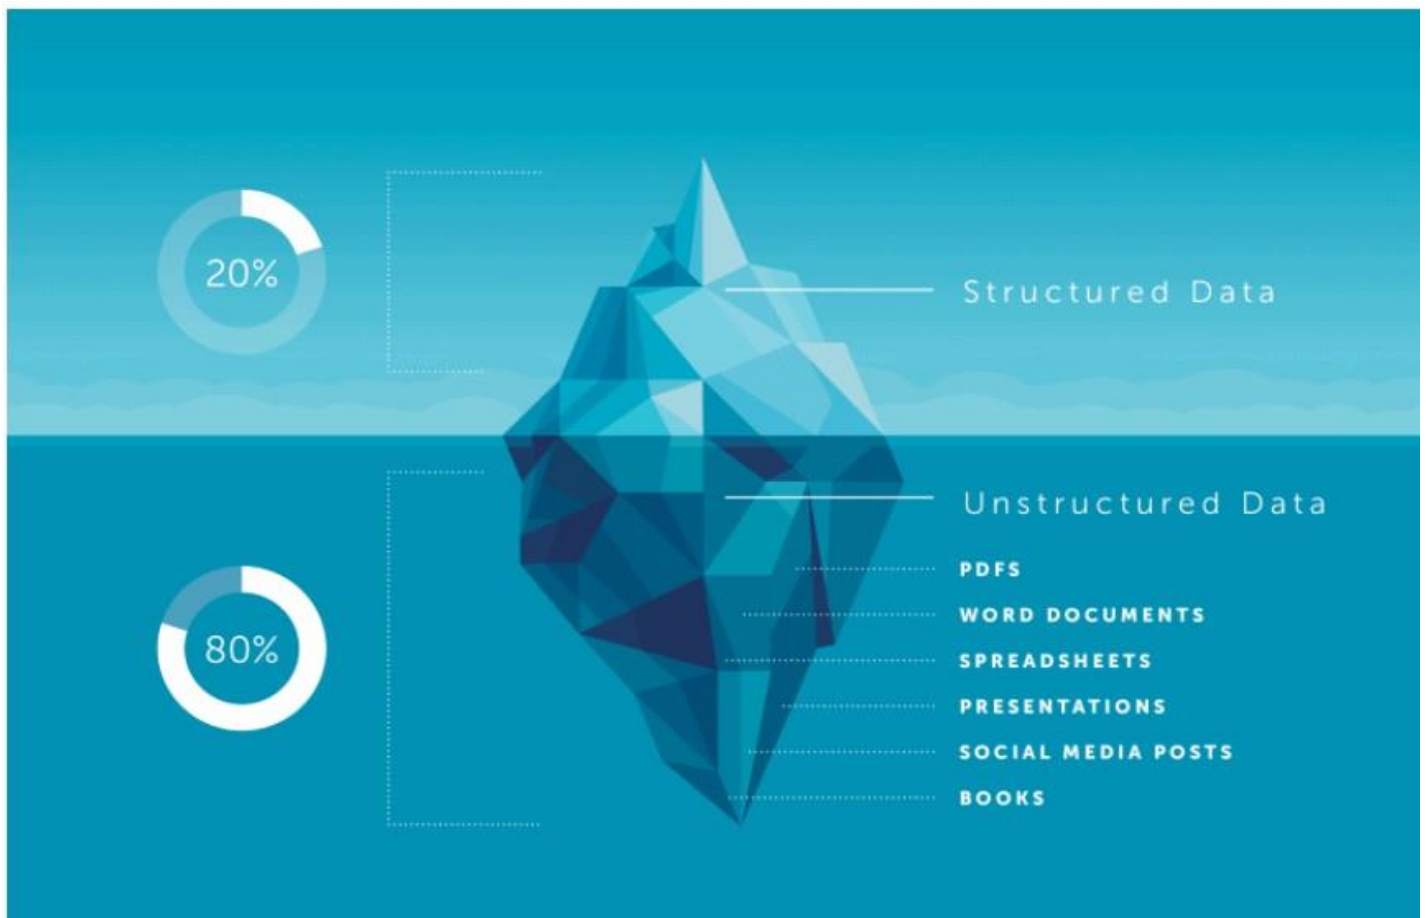 20%
Structured Data
Unstructured Data
PDFS
WORD DOCUMENTS
80%
SPREADSHEETS
PRESENTATIONS
SOCIAL MEDIA POSTS
BOOKS